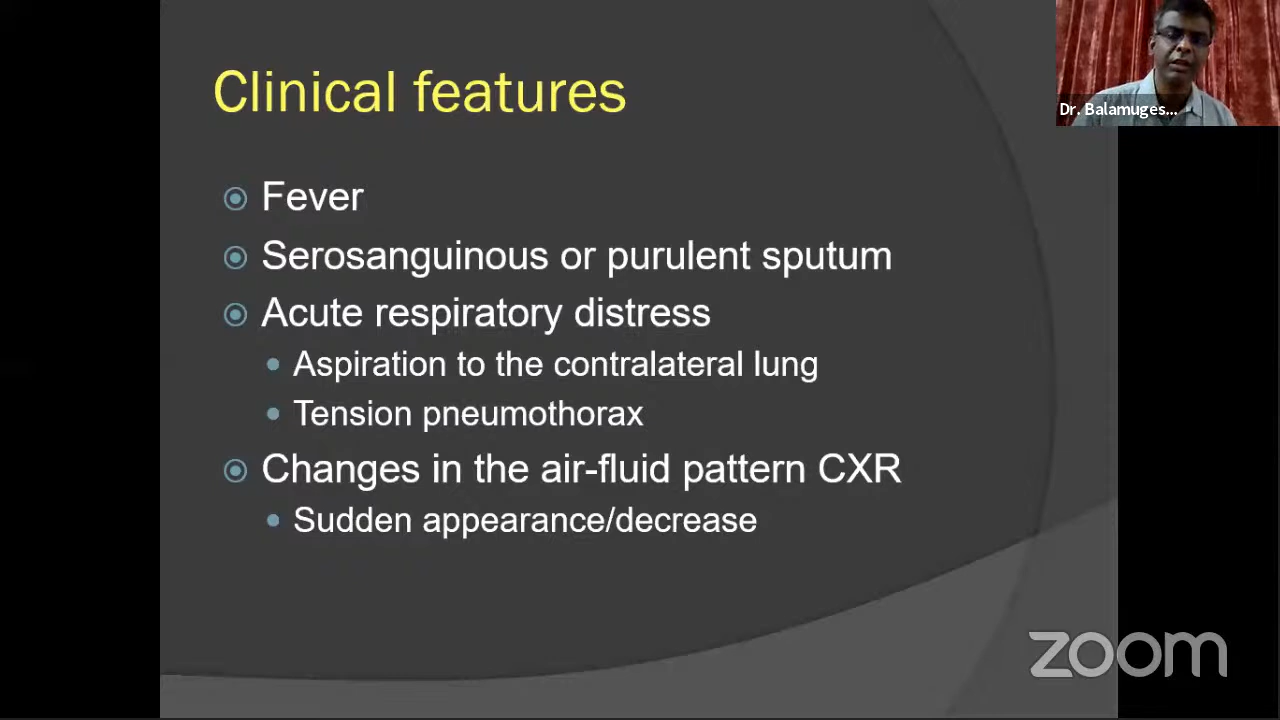 Clinical features
Fever
Serosanguinous or purulent sputum
Acute respiratory distress
Aspiration to the contralateral lung
Tension pneumothorax
Changes in the air-fluid pattern CXR
Sudden appearance/decrease
Dr. Balamuges...
zoom